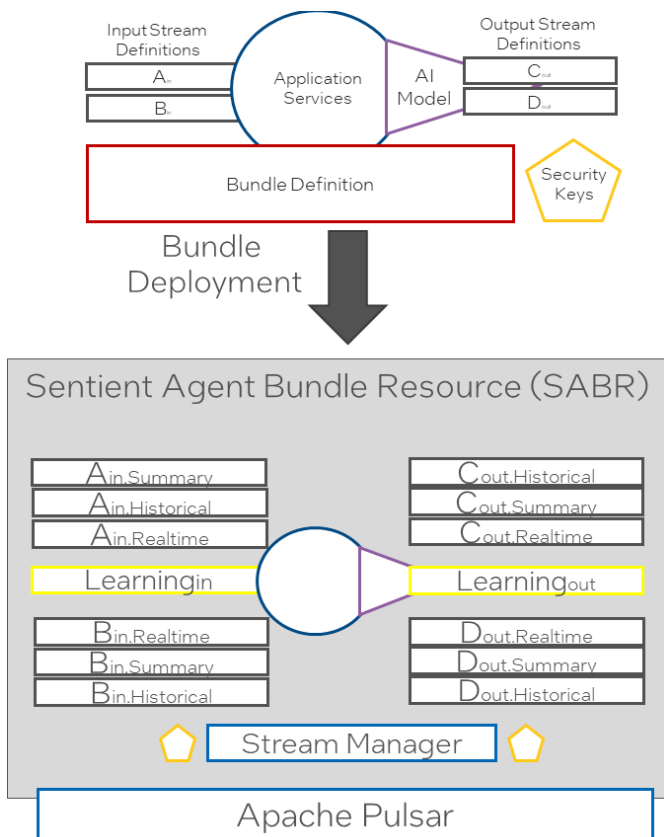 Input Stream
Definitions
Output Stream
Definitions
Ain
Bin
Application
Services
AI
Model
Cout
Dout
Bundle Definition
Security
Keys
Bundle
Deployment
Sentient Agent Bundle Resource (SABR)
Ain.Summary
Ain.Historical
Ain.Realtime
Cout.Historical
Cout.Summary
Cout.Realtime
Learningin
Learningout
Bin.Realtime
Bin.Summary
Bin.Historical
Dout.Realtime
Dout.Summary
Dout.Historical
Stream Manager
Apache Pulsar